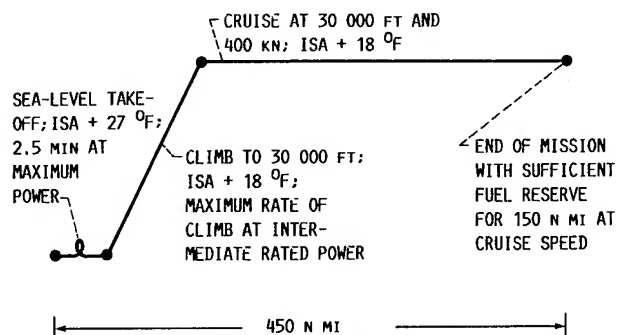 CRUISE AT 30 000 FT AND
400 KN; ISA + 18 °F
SEA-LEVEL TAKE-
OFF; ISA + 27 °F;
2.5 MIN AT
MAXIMUM
POWER
CLIMB TO 30 000 FT;
ISA + 18 °F;
MAXIMUM RATE OF
CLIMB AT INTER-
MEDIATE RATED POWER
END OF MISSION
WITH SUFFICIENT
FUEL RESERVE
FOR 150 N MI AT
CRUISE SPEED
450 N MI